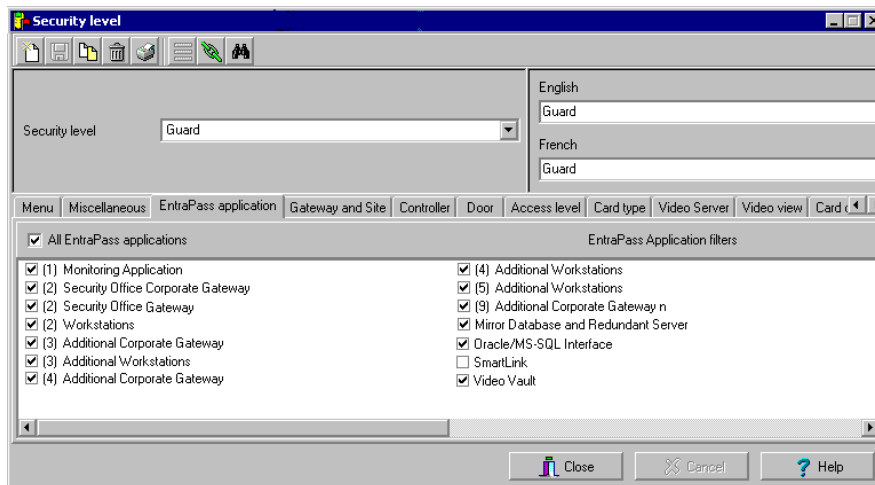 Security level
English
Guard
Security level
Guard
French
Guard
Menu Miscellaneous EntraPass application Gateway and Site Controller Door Access level Card type Video Server Video view Card
All EntraPass applications
EntraPass Application filters
(1) Monitoring Application
(2) Security Office Corporate Gateway
(2) Security Office Gateway
(2) Workstations
(3) Additional Corporate Gateway
(3) Additional Workstations
(4) Additional Corporate Gateway
(4) Additional Workstations
(5) Additional Workstations
(9) Additional Corporate Gateway n
Mirror Database and Redundant Server
Oracle/MS-SQL Interface
SmartLink
Video Vault
Close Cancel Help